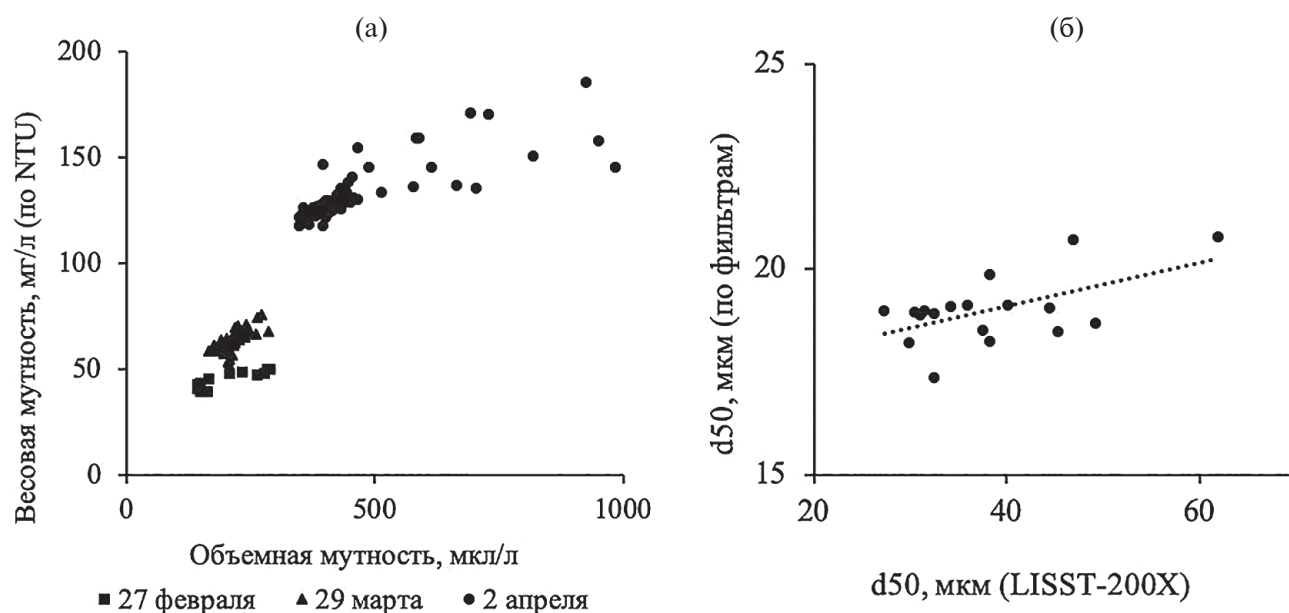 (а)
Весовая мутность, мг/л (по NTU)
200
150
100
50
0
0
500
1000
Объемная мутность, мкл/л
27 февраля
29 марта
2 апреля
(б)
d50, мкм (по фильтрам)
25
20
15
20
40
60
d50, мкм (LISST-200X)